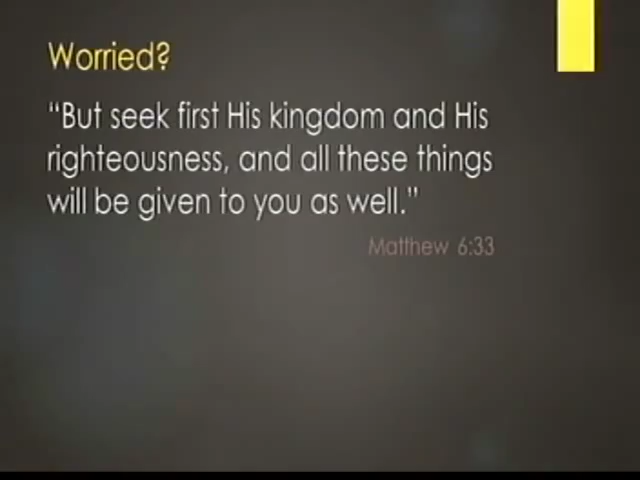 Worried?
“But seek first His kingdom and His
righteousness, and all these things
will be given to you as well.”
Matthew 6:33